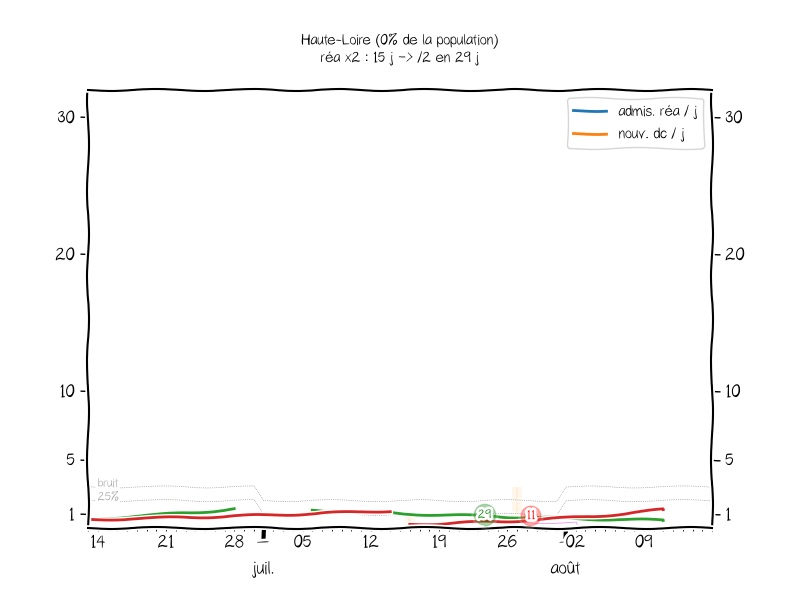 Haute-Loire (0% de la population)
réa x2 : 15 j -> /2 en 29 j
admis. réa / j
nouv. dc / j
30
30
20
20
10
10
5
5
bruit
25%
1
1
29
11
14 21 28 05 12 19 26 02 09
juil. août